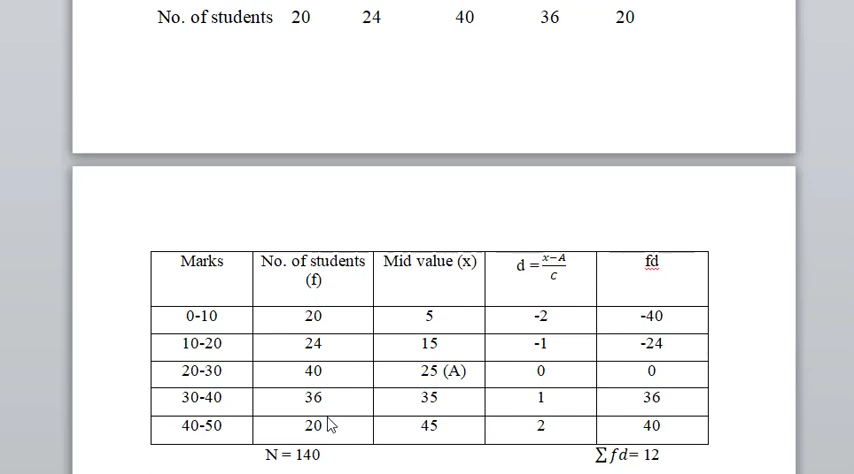 No. of students 20 24 40 36 20
Marks No. of students (f) Mid value (x) d = x−A/C fd
0-10 20 5 -2 -40
10-20 24 15 -1 -24
20-30 40 25 (A) 0 0
30-40 36 35 1 36
40-50 20 45 2 40
N = 140 ∑fd= 12